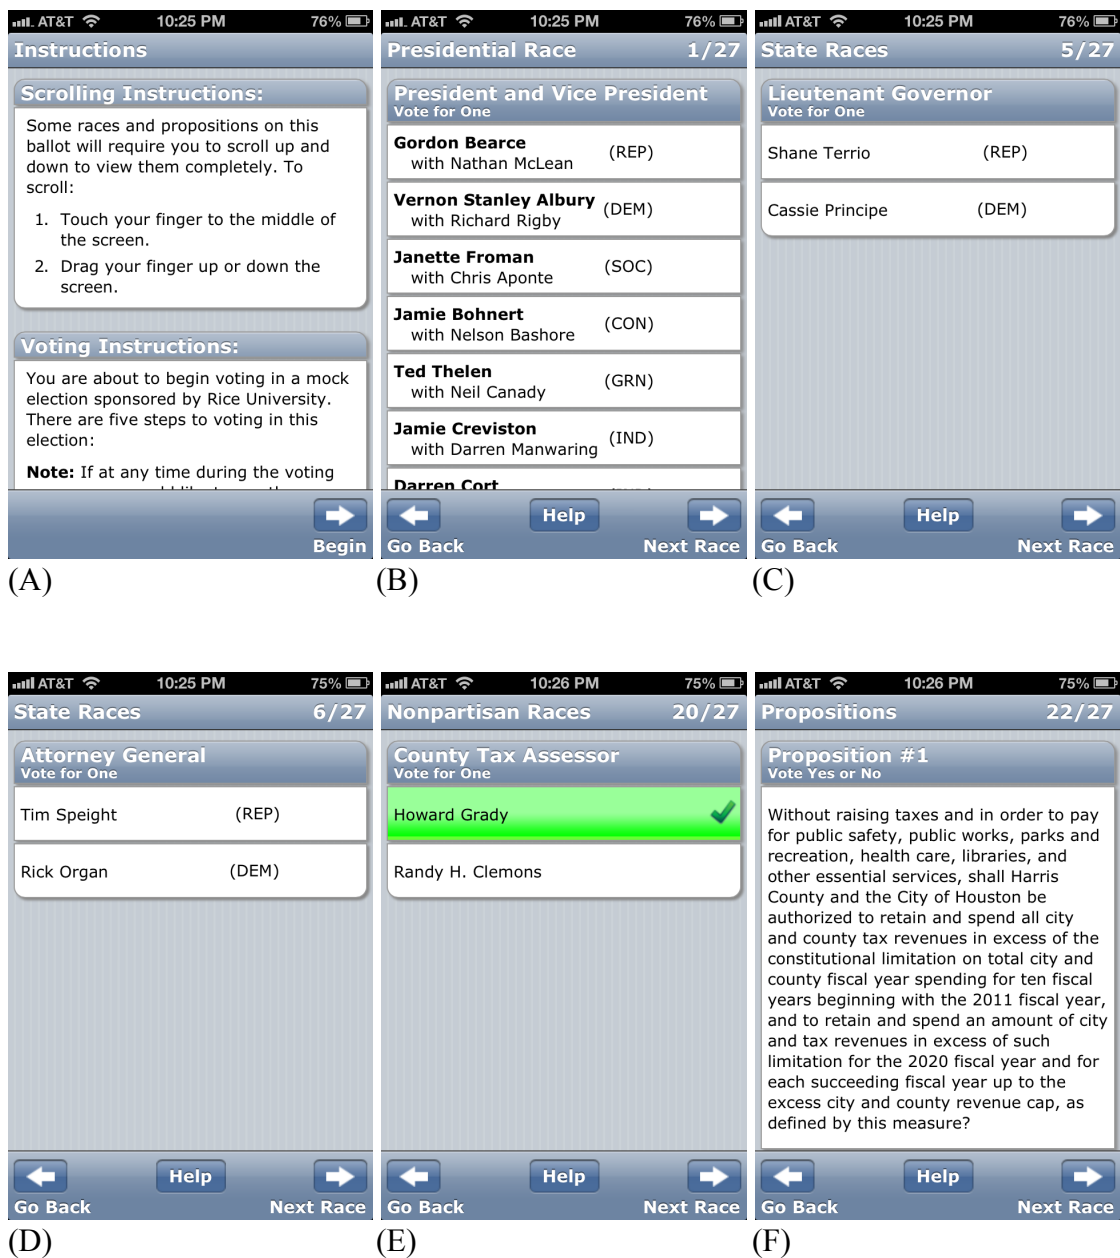 AT&T 10:25 PM 76%
Instructions
Scrolling Instructions:
Some races and propositions on this
ballot will require you to scroll up and
down to view them completely. To
scroll:
1. Touch your finger to the middle of
the screen.
2. Drag your finger up or down the
screen.
Voting Instructions:
You are about to begin voting in a mock
election sponsored by Rice University.
There are five steps to voting in this
election:
Note: If at any time during the voting
Begin
(A)
AT&T 10:25 PM 76%
Presidential Race 1/27
President and Vice President
Vote for One
Gordon Bearce
with Nathan McLean (REP)
Vernon Stanley Albury
with Richard Rigby (DEM)
Janette Froman
with Chris Aponte (SOC)
Jamie Bohnert
with Nelson Bashore (CON)
Ted Thelen
with Neil Canady (GRN)
Jamie Creviston
with Darren Manwaring (IND)
Darren Cort
Help
Go Back Next Race
(B)
AT&T 10:25 PM 76%
State Races 5/27
Lieutenant Governor
Vote for One
Shane Terrio (REP)
Cassie Principe (DEM)
Help
Go Back Next Race
(C)
AT&T 10:25 PM 75%
State Races 6/27
Attorney General
Vote for One
Tim Speight (REP)
Rick Organ (DEM)
Help
Go Back Next Race
(D)
AT&T 10:26 PM 75%
Nonpartisan Races 20/27
County Tax Assessor
Vote for One
Howard Grady
Randy H. Clemons
Help
Go Back Next Race
(E)
AT&T 10:26 PM 75%
Propositions 22/27
Proposition #1
Vote Yes or No
Without raising taxes and in order to pay
for public safety, public works, parks and
recreation, health care, libraries, and
other essential services, shall Harris
County and the City of Houston be
authorized to retain and spend all city
and county tax revenues in excess of the
constitutional limitation on total city and
county fiscal year spending for ten fiscal
years beginning with the 2011 fiscal year,
and to retain and spend an amount of city
and tax revenues in excess of such
limitation for the 2020 fiscal year and for
each succeeding fiscal year up to the
excess city and county revenue cap, as
defined by this measure?
Help
Go Back Next Race
(F)